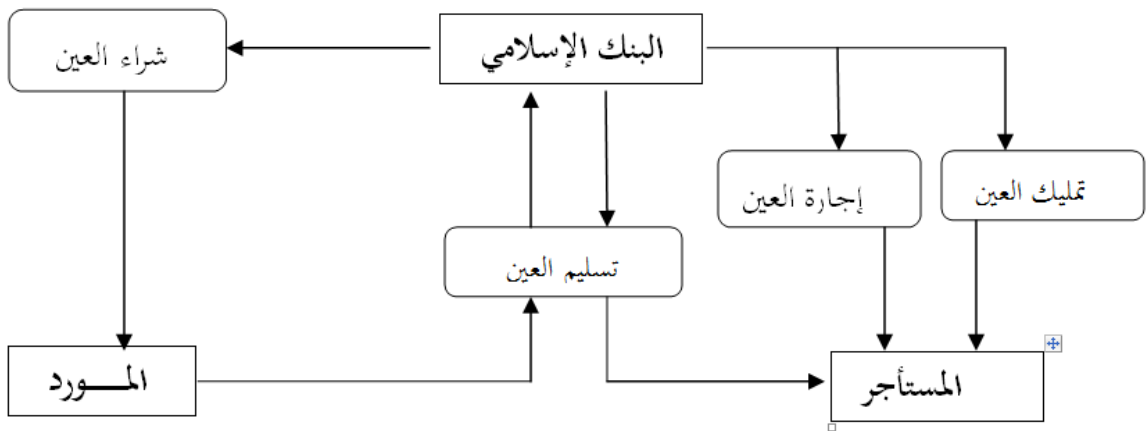 البنك الإسلامي
شراء العين
إجارة العين
تمليك العين
تسليم العين
المـــورد
المستأجر